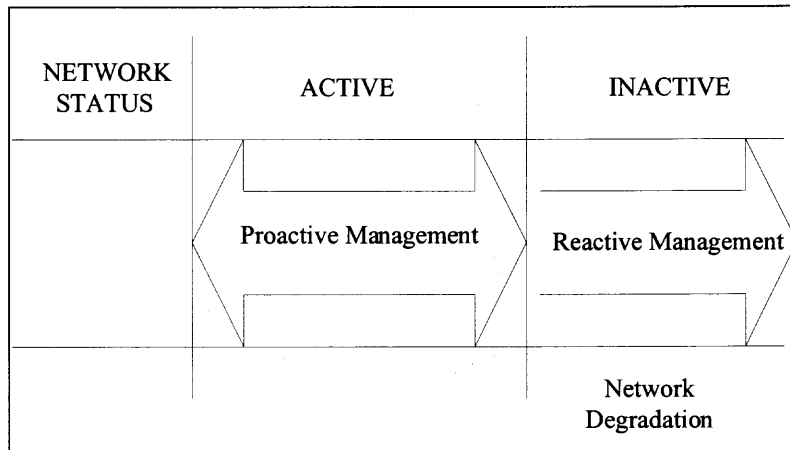 NETWORK
STATUS
ACTIVE
INACTIVE
Proactive Management
Reactive Management
Network
Degradation